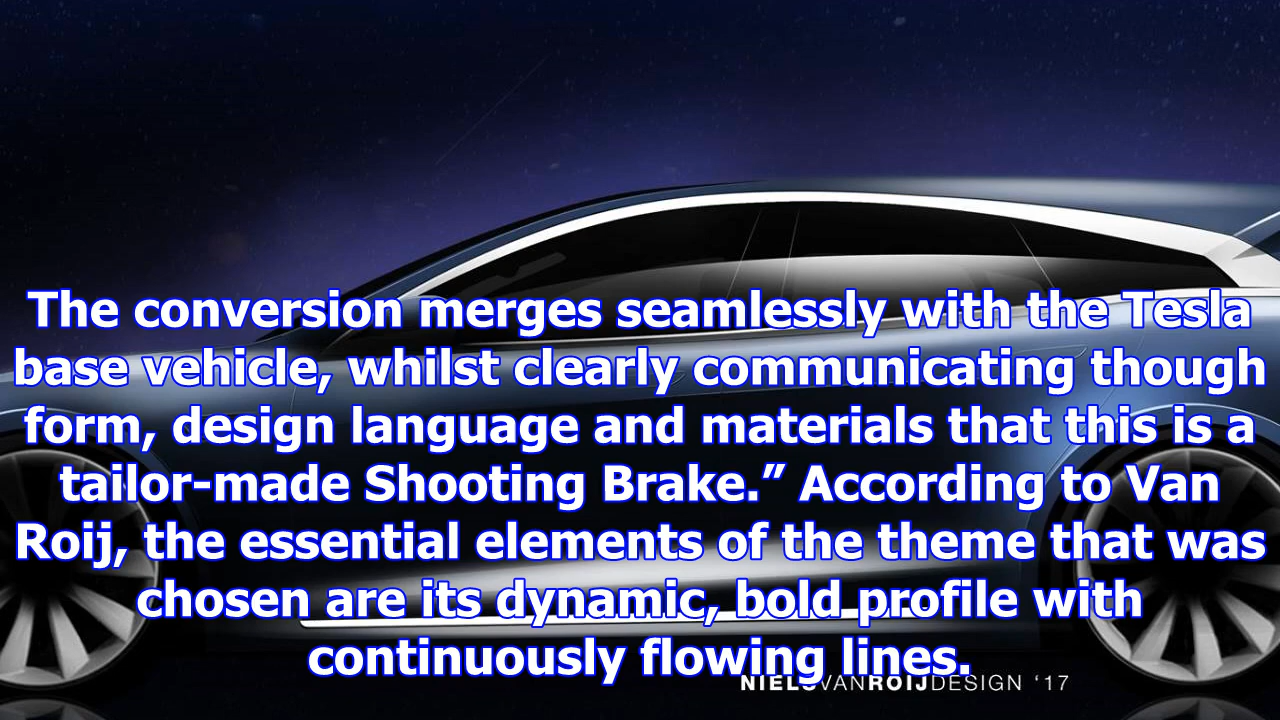 The conversion merges seamlessly with the Tesla
base vehicle, whilst clearly communicating though
form, design language and materials that this is a
tailor-made Shooting Brake.” According to Van
Roij, the essential elements of the theme that was
chosen are its dynamic, bold profile with
continuously flowing lines.
NIELSVANROIJDESIGN ‘17